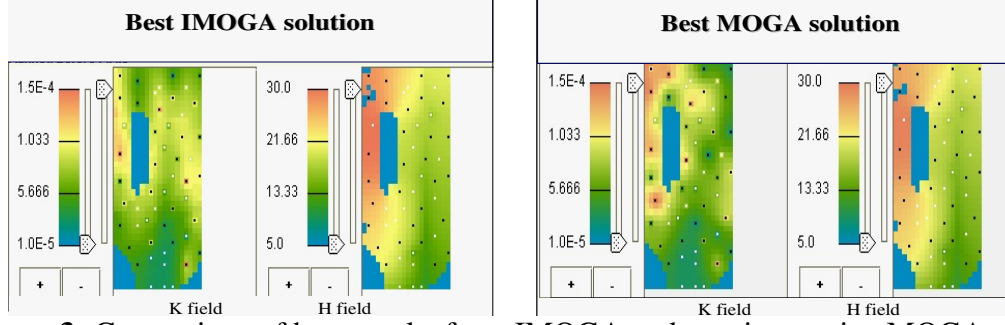 Best IMOGA solution
Best MOGA solution
1.5E-4
1.033
5.666
1.0E-5
30.0
21.66
13.33
5.0
+ -
K field
H field
1.5E-4
1.033
5.666
1.0E-5
30.0
21.66
13.33
5.0
+ -
+ -
K field
H field